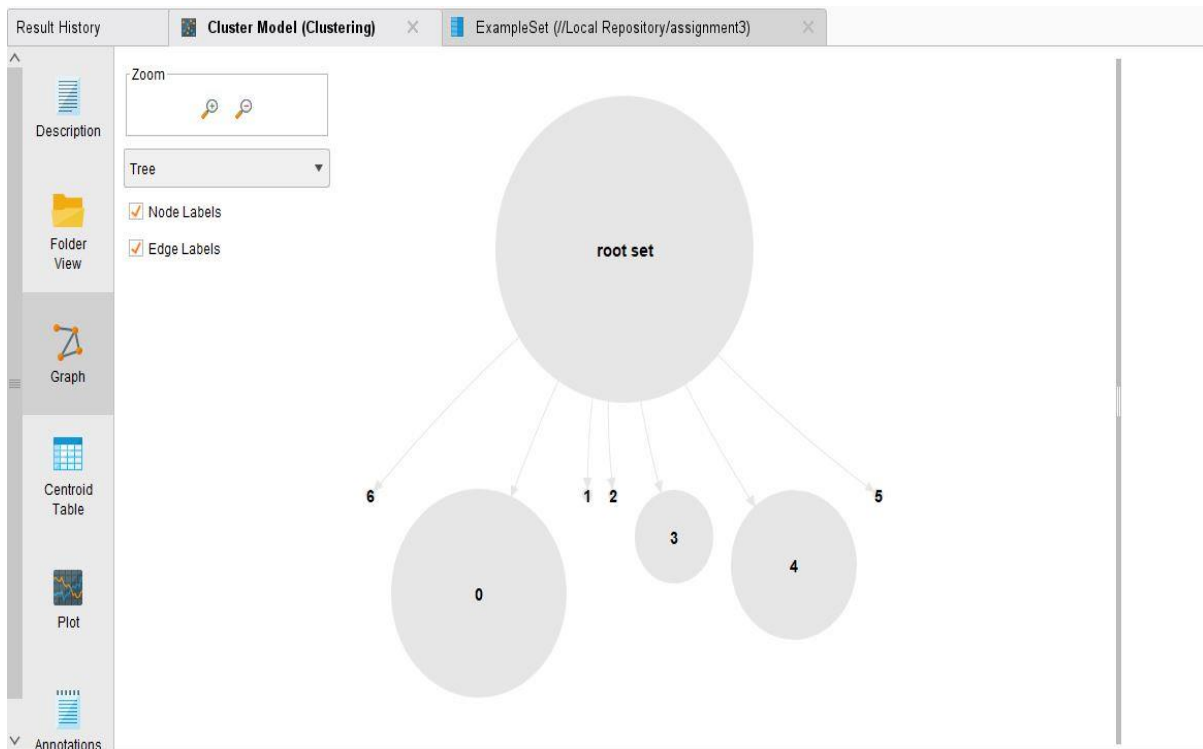 Result History
Cluster Model (Clustering)
ExampleSet (//Local Repository/assignment3)
Description
Folder
View
Graph
Centroid
Table
Plot
Annotations
Zoom
Tree
Node Labels
Edge Labels
root set
6
1
2
5
3
4
0